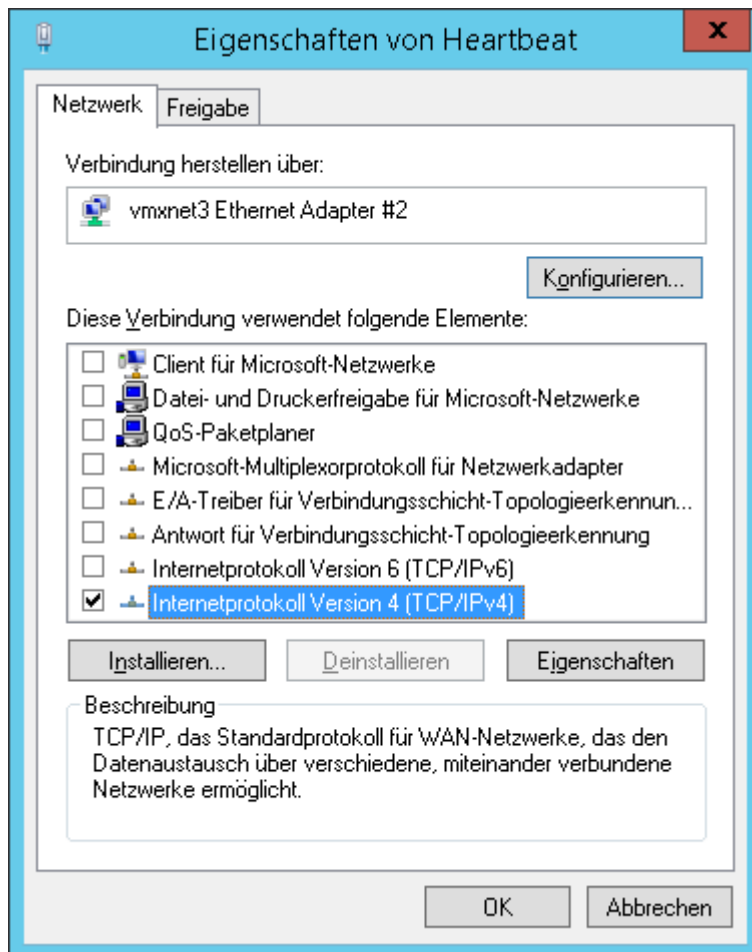 Eigenschaften von Heartbeat
x
Netzwerk
Freigabe
Verbindung herstellen über:
vmxnet3 Ethernet Adapter #2
Konfigurieren...
Diese Verbindung verwendet folgende Elemente:
Client für Microsoft-Netzwerke
Datei- und Druckerfreigabe für Microsoft-Netzwerke
QoS-Paketplaner
Microsoft-Multiplexorprotokoll für Netzwerkadapter
E/A-Treiber für Verbindungsschicht-Topologieerkennun...
Antwort für Verbindungsschicht-Topologieerkennung
Internetprotokoll Version 6 (TCP/IPv6)
Internetprotokoll Version 4 (TCP/IPv4)
Installieren...
Deinstallieren
Eigenschaften
Beschreibung
TCP/IP, das Standardprotokoll für WAN-Netzwerke, das den
Datenaustausch über verschiedene, miteinander verbundene
Netzwerke ermöglicht.
OK
Abbrechen